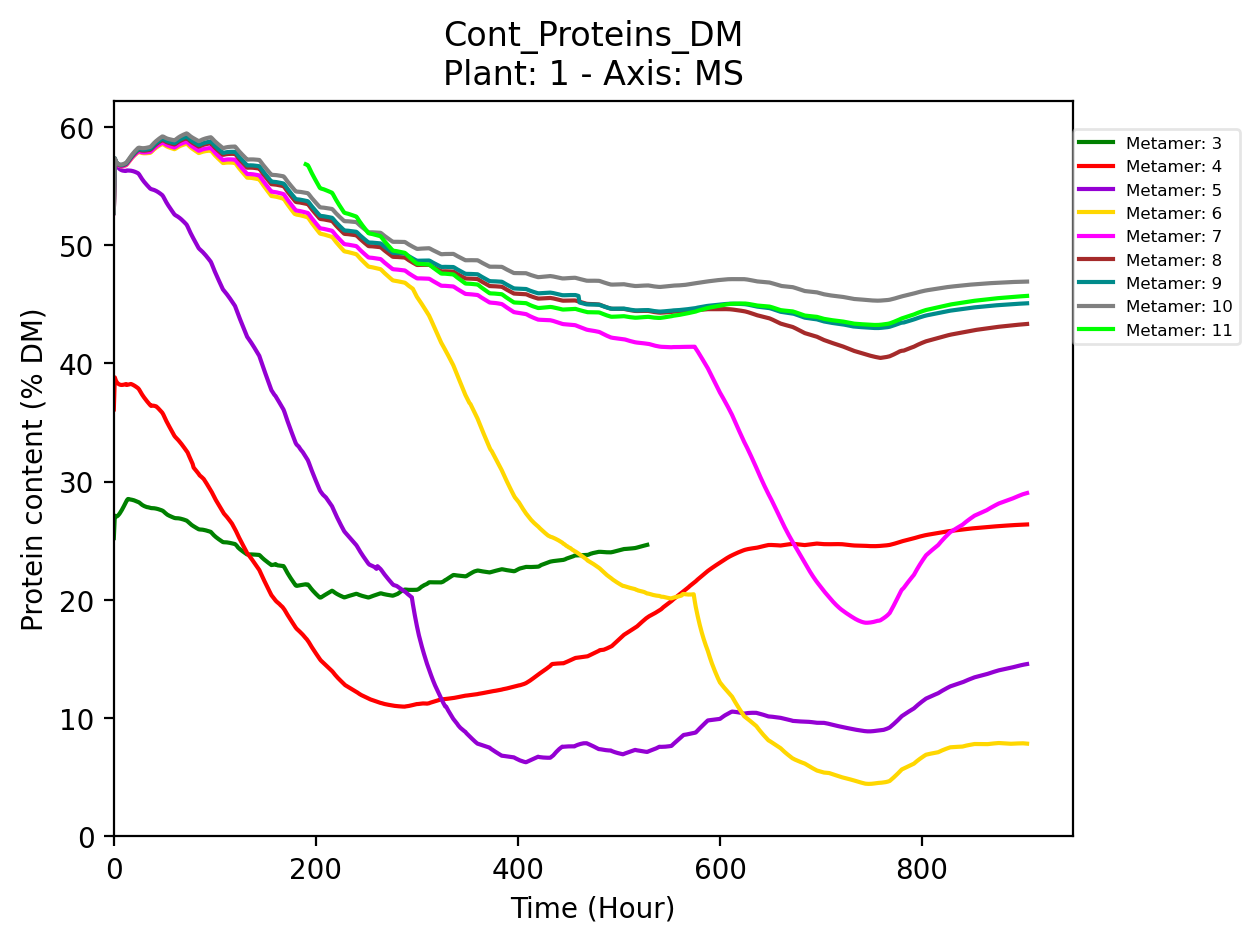 Cont_Proteins_DM
Plant: 1 - Axis: MS
Protein content (% DM)
60
50
40
30
20
10
0
0 200 400 600 800
Time (Hour)
Metamer: 3
Metamer: 4
Metamer: 5
Metamer: 6
Metamer: 7
Metamer: 8
Metamer: 9
Metamer: 10
Metamer: 11